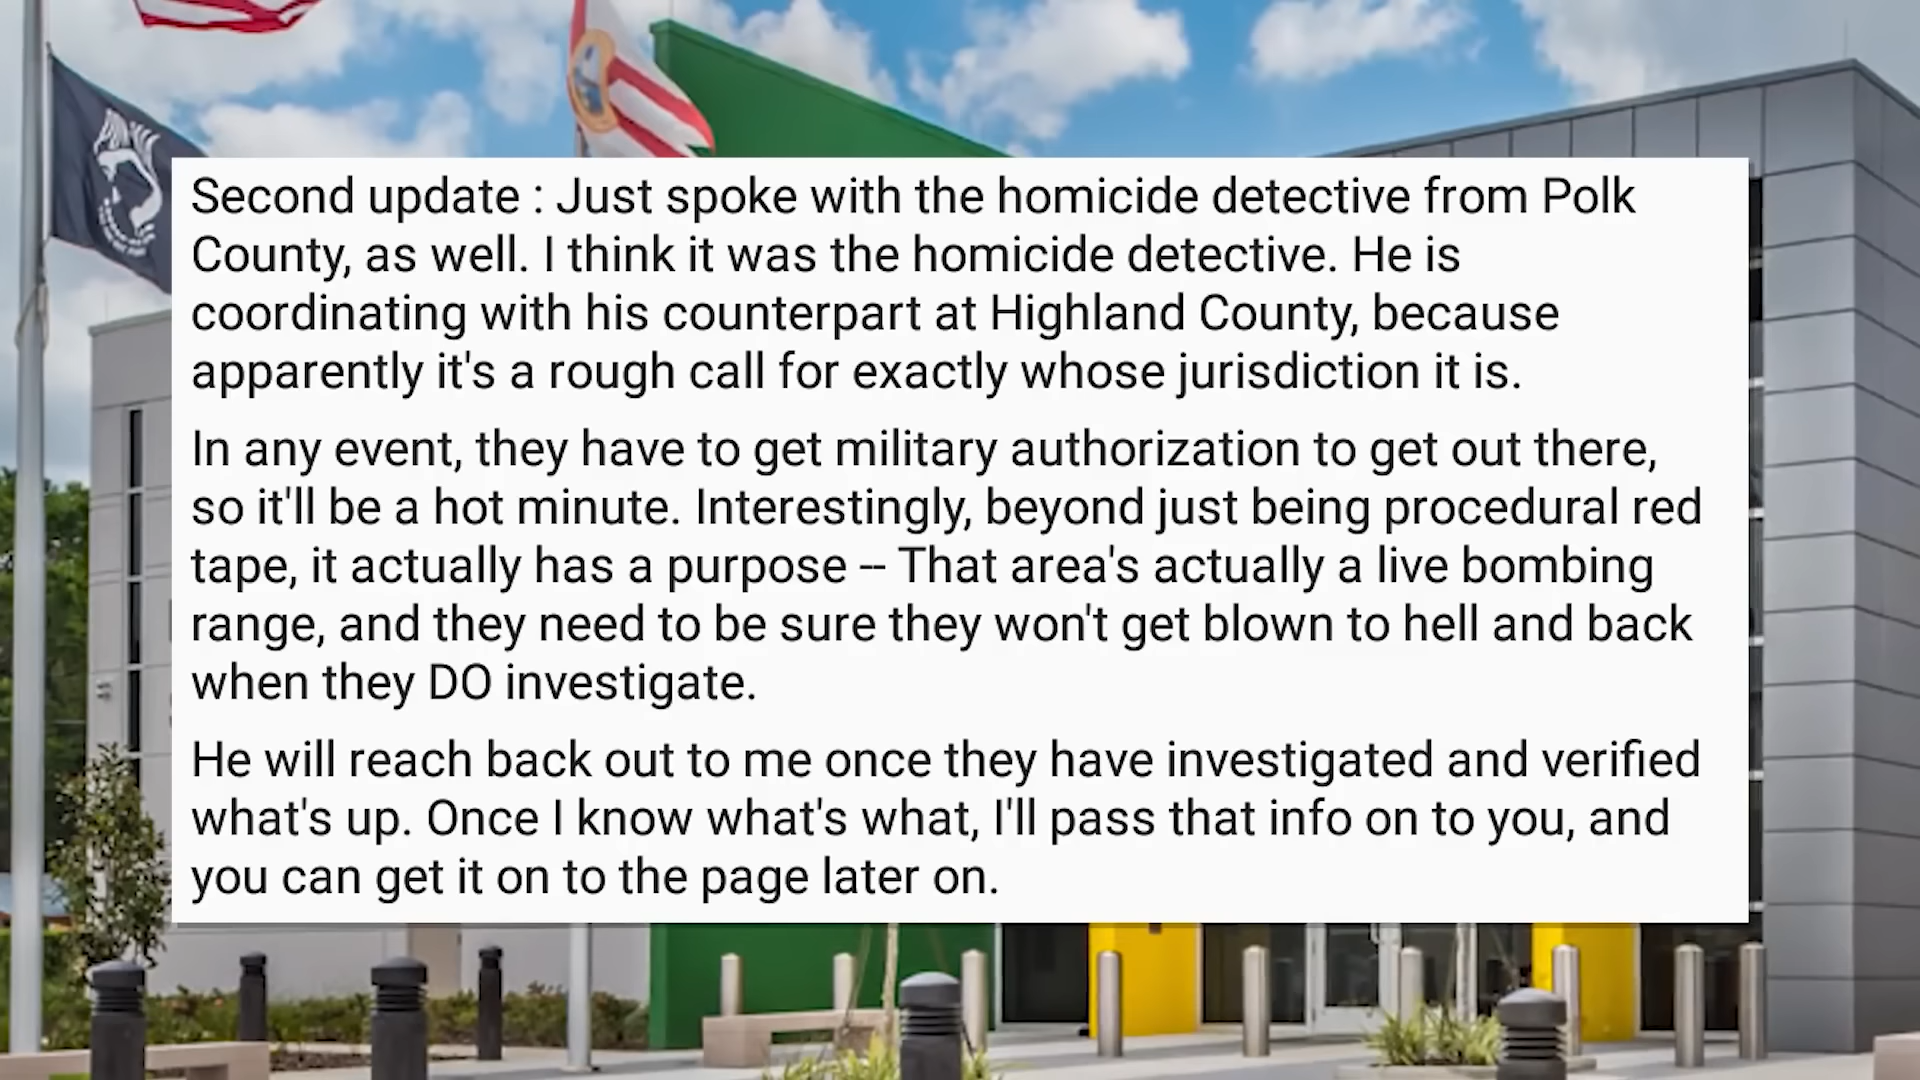 Second update : Just spoke with the homicide detective from Polk
County, as well. I think it was the homicide detective. He is
coordinating with his counterpart at Highland County, because
apparently it's a rough call for exactly whose jurisdiction it is.
In any event, they have to get military authorization to get out there,
so it'll be a hot minute. Interestingly, beyond just being procedural red
tape, it actually has a purpose -- That area's actually a live bombing
range, and they need to be sure they won't get blown to hell and back
when they DO investigate.
He will reach back out to me once they have investigated and verified
what's up. Once I know what's what, I'll pass that info on to you, and
you can get it on to the page later on.